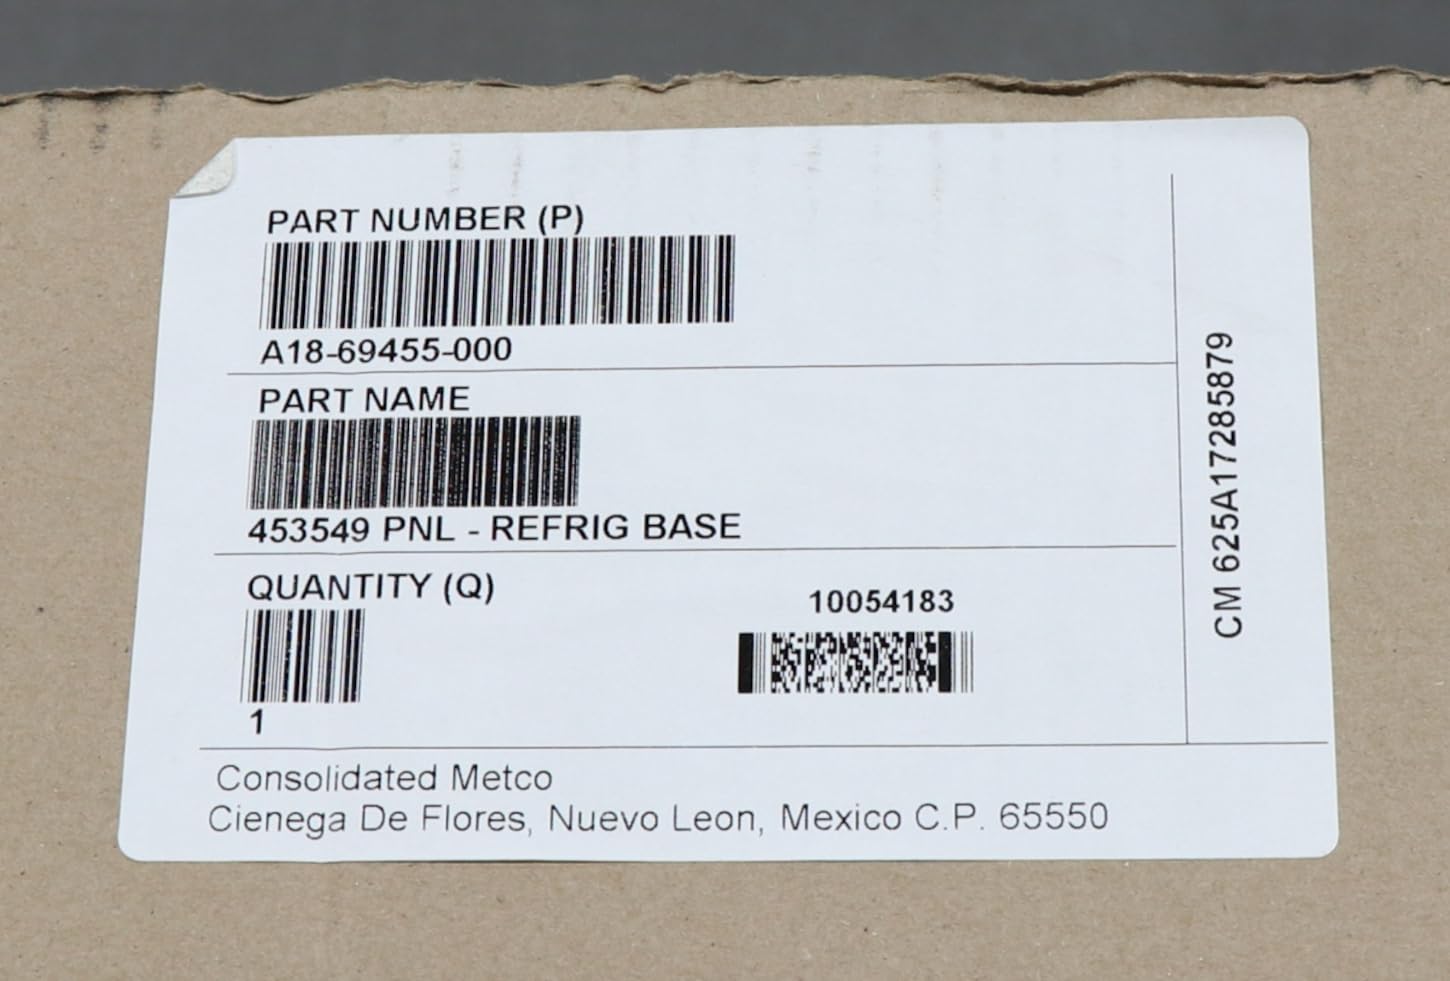 PART NUMBER (P)
A18-69455-000
PART NAME
453549 PNL - REFRIG BASE
QUANTITY (Q)
1
10054183
CM 625A17285879
Consolidated Metco
Cienega De Flores, Nuevo Leon, Mexico C.P. 65550